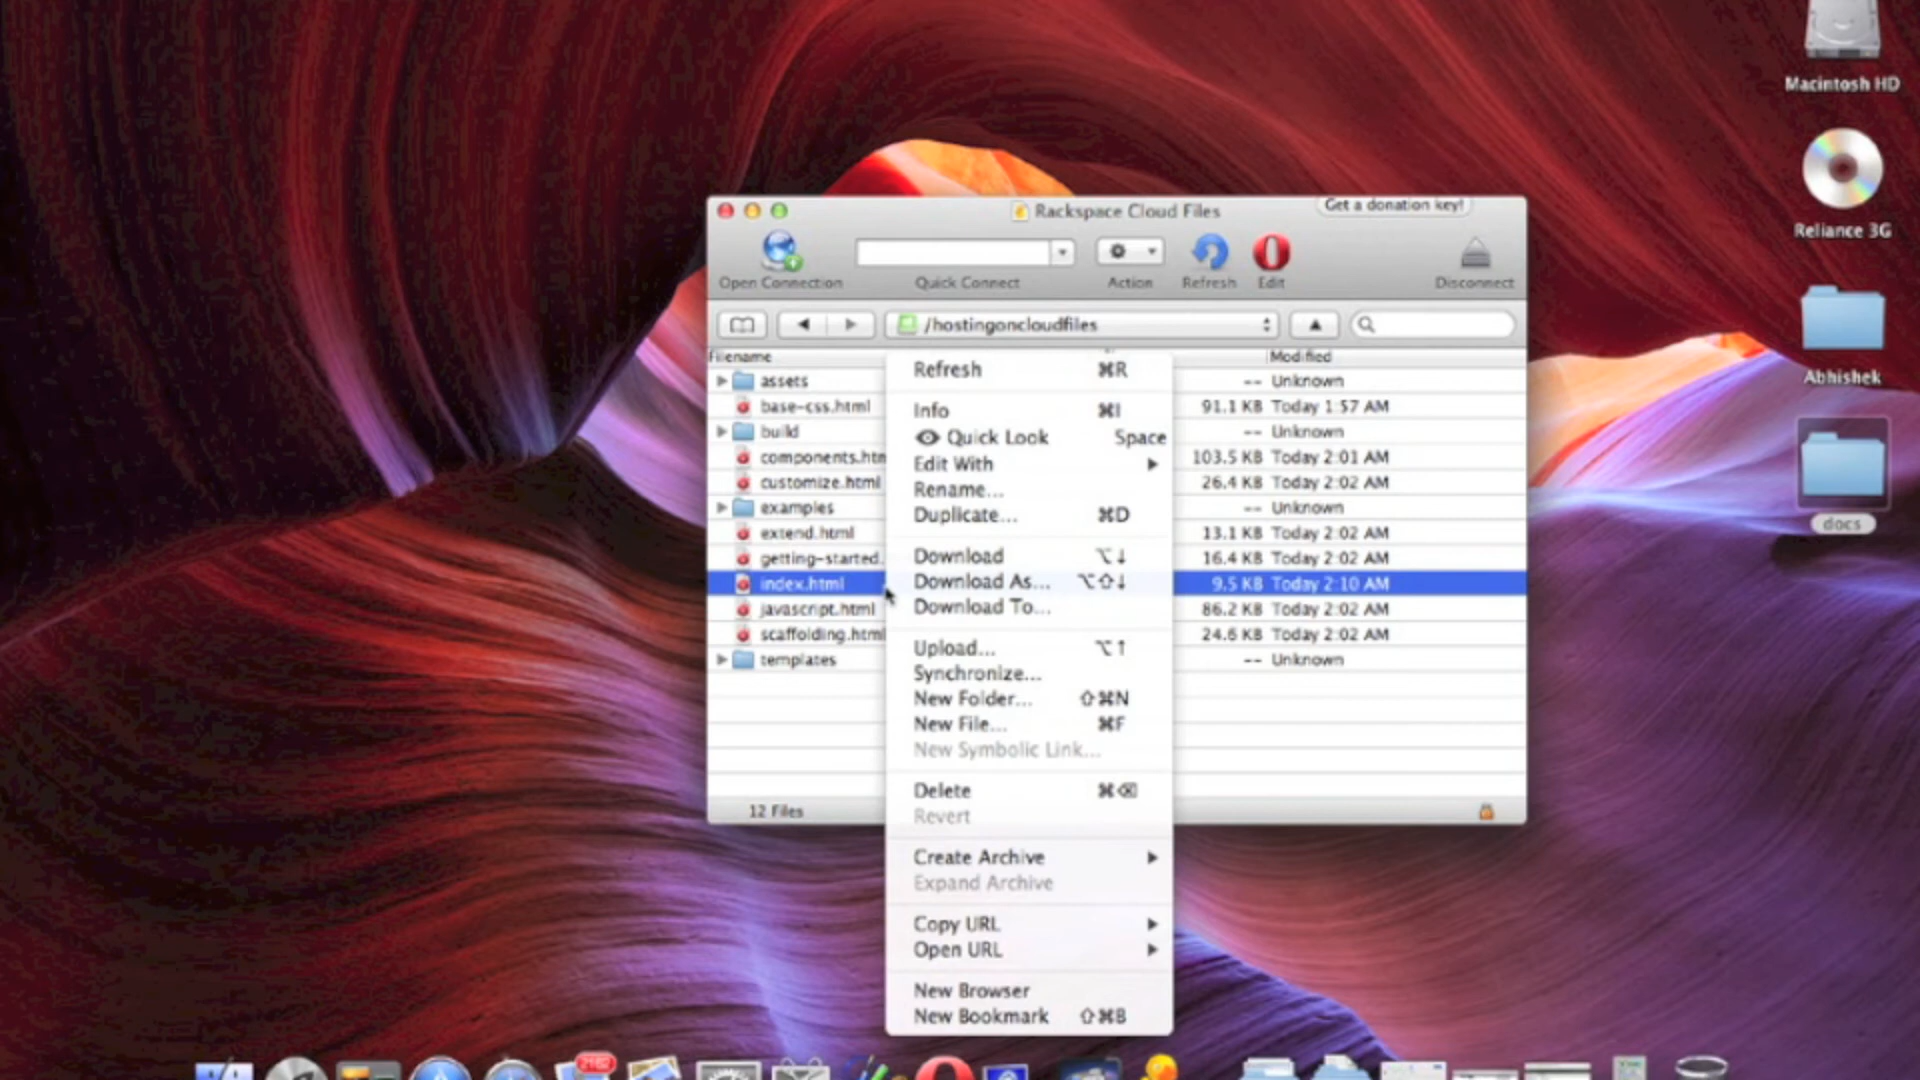 Macintosh HD
Rackspace Cloud Files
Get a donation key!
Reliance 3G
Open Connection
Quick Connect
Action
Refresh
Edit
Disconnect
/hostingoncloudfiles
Filename
Modified
Abhishek
assets
-- Unknown
base-css.html
91.1 KB Today 1:57 AM
build
-- Unknown
components.htm
103.5 KB Today 2:01 AM
customize.html
26.4 KB Today 2:02 AM
examples
-- Unknown
docs
extend.html
13.1 KB Today 2:02 AM
getting-started.
16.4 KB Today 2:02 AM
index.html
9.5 KB Today 2:10 AM
javascript.html
86.2 KB Today 2:02 AM
scaffolding.html
24.6 KB Today 2:02 AM
templates
-- Unknown
12 Files
Refresh ⌘R
Info ⌘I
Quick Look Space
Edit With
Rename...
Duplicate... ⌘D
Download ⌥↓
Download As... ⌥⇧↓
Download To...
Upload... ⌥↑
Synchronize...
New Folder... ⇧⌘N
New File... ⌘F
New Symbolic Link...
Delete ⌘⌫
Revert
Create Archive
Expand Archive
Copy URL
Open URL
New Browser
New Bookmark ⇧⌘B